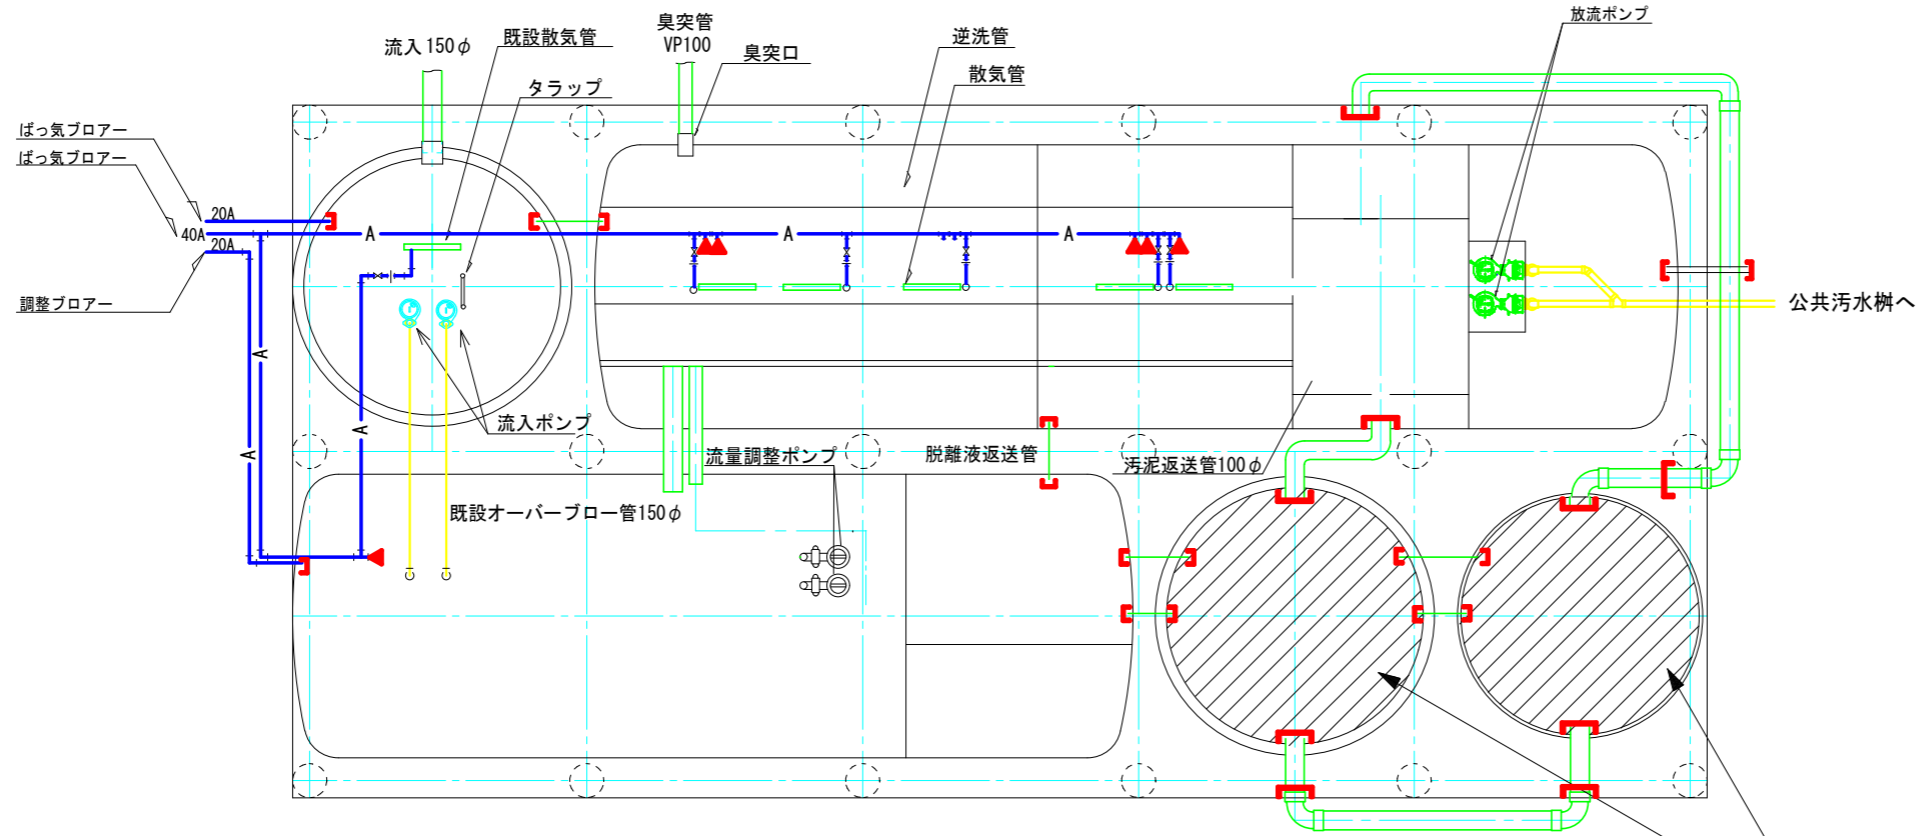 放流ポンプ
臭突管
VP100
流入150φ
既設散気管
逆洗管
臭突口
散気管
タラップ
ばっ気ブロアー
ばっ気ブロアー
20A
40A
20A
A
A
A
調整ブロアー
公共汚水桝へ
A
A
A
流入ポンプ
流量調整ポンプ
脱離液返送管
汚泥返送管100φ
既設オーバーブロー管150φ